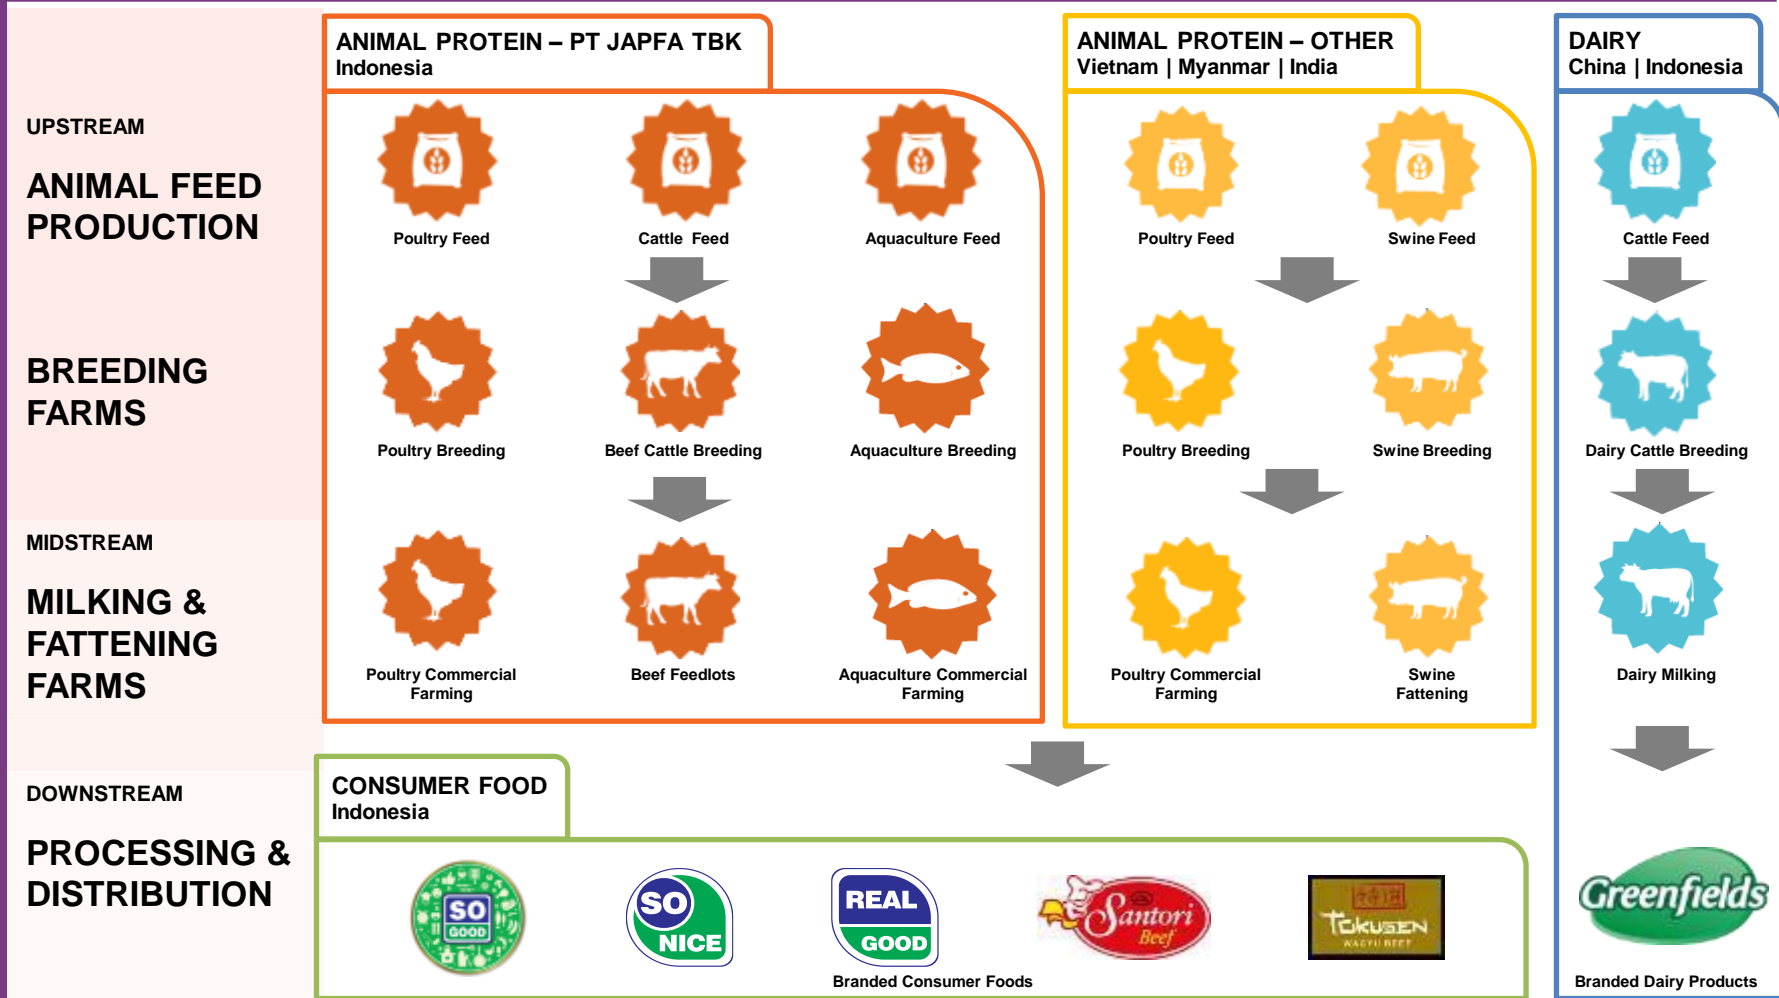 ANIMAL PROTEIN – PT JAPFA TBK
Indonesia
ANIMAL PROTEIN – OTHER
Vietnam | Myanmar | India
DAIRY
China | Indonesia
UPSTREAM
ANIMAL FEED
PRODUCTION
Poultry Feed
Cattle Feed
Aquaculture Feed
Poultry Feed
Swine Feed
Cattle Feed
BREEDING
FARMS
Poultry Breeding
Beef Cattle Breeding
Aquaculture Breeding
Poultry Breeding
Swine Breeding
Dairy Cattle Breeding
MIDSTREAM
MILKING &
FATTENING
FARMS
Poultry Commercial
Farming
Beef Feedlots
Aquaculture Commercial
Farming
Poultry Commercial
Farming
Swine
Fattening
Dairy Milking
DOWNSTREAM
PROCESSING &
DISTRIBUTION
CONSUMER FOOD
Indonesia
SO
GOOD
SO
NICE
REAL
GOOD
Santori
Beef
TOKUSEN
WAGYU BEEF
Greenfields
Branded Consumer Foods
Branded Dairy Products